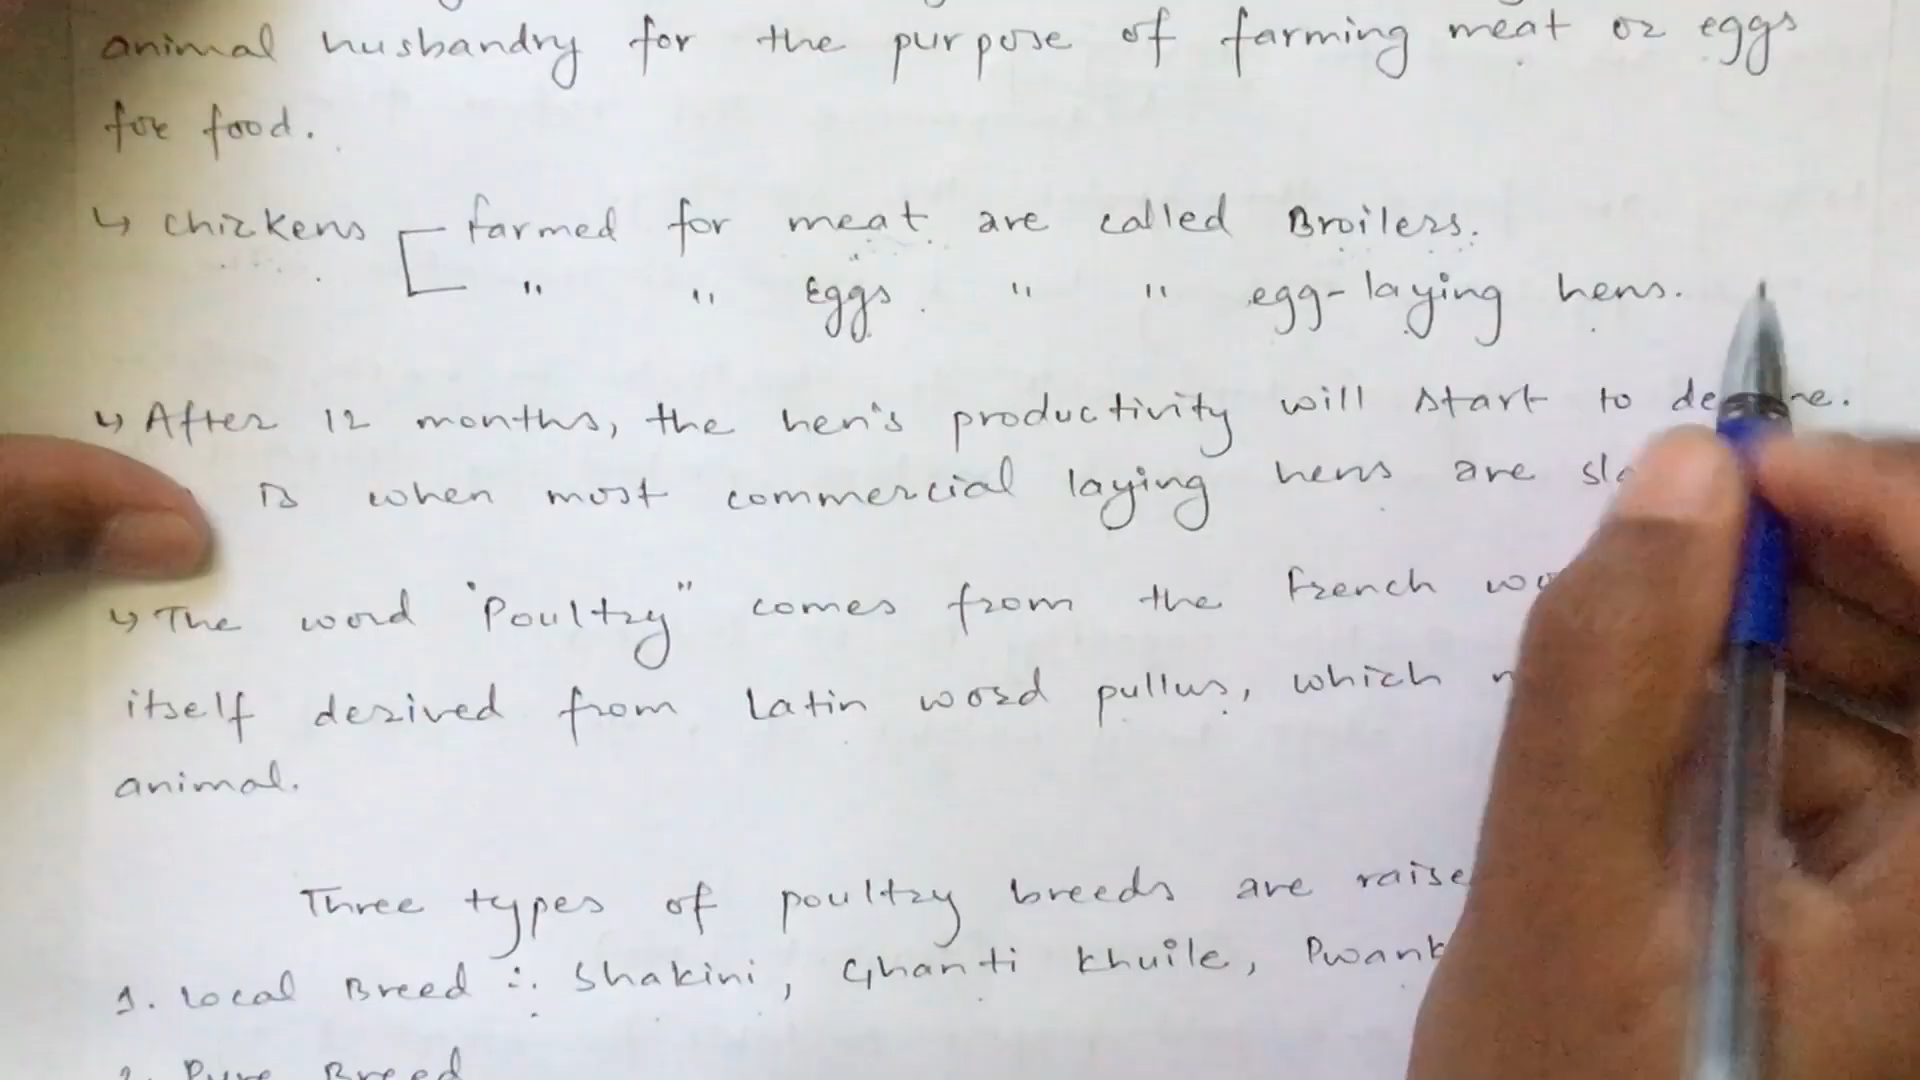 animal husbandry for the purpose of farming meat or eggs
for food.
↳ chickens farmed for meat are called Broilers.
" " Eggs " " egg-laying hens.
↳ After 12 months, the hen's productivity will start to
is when most commercial laying hens are
↳ The word "Poultry" comes from the French
itself derived from Latin word pullus, which
animal.
Three types of poultry breeds are
1. Local Breed :. Shakini, Ghanti Khuile,
2. Pure Breed